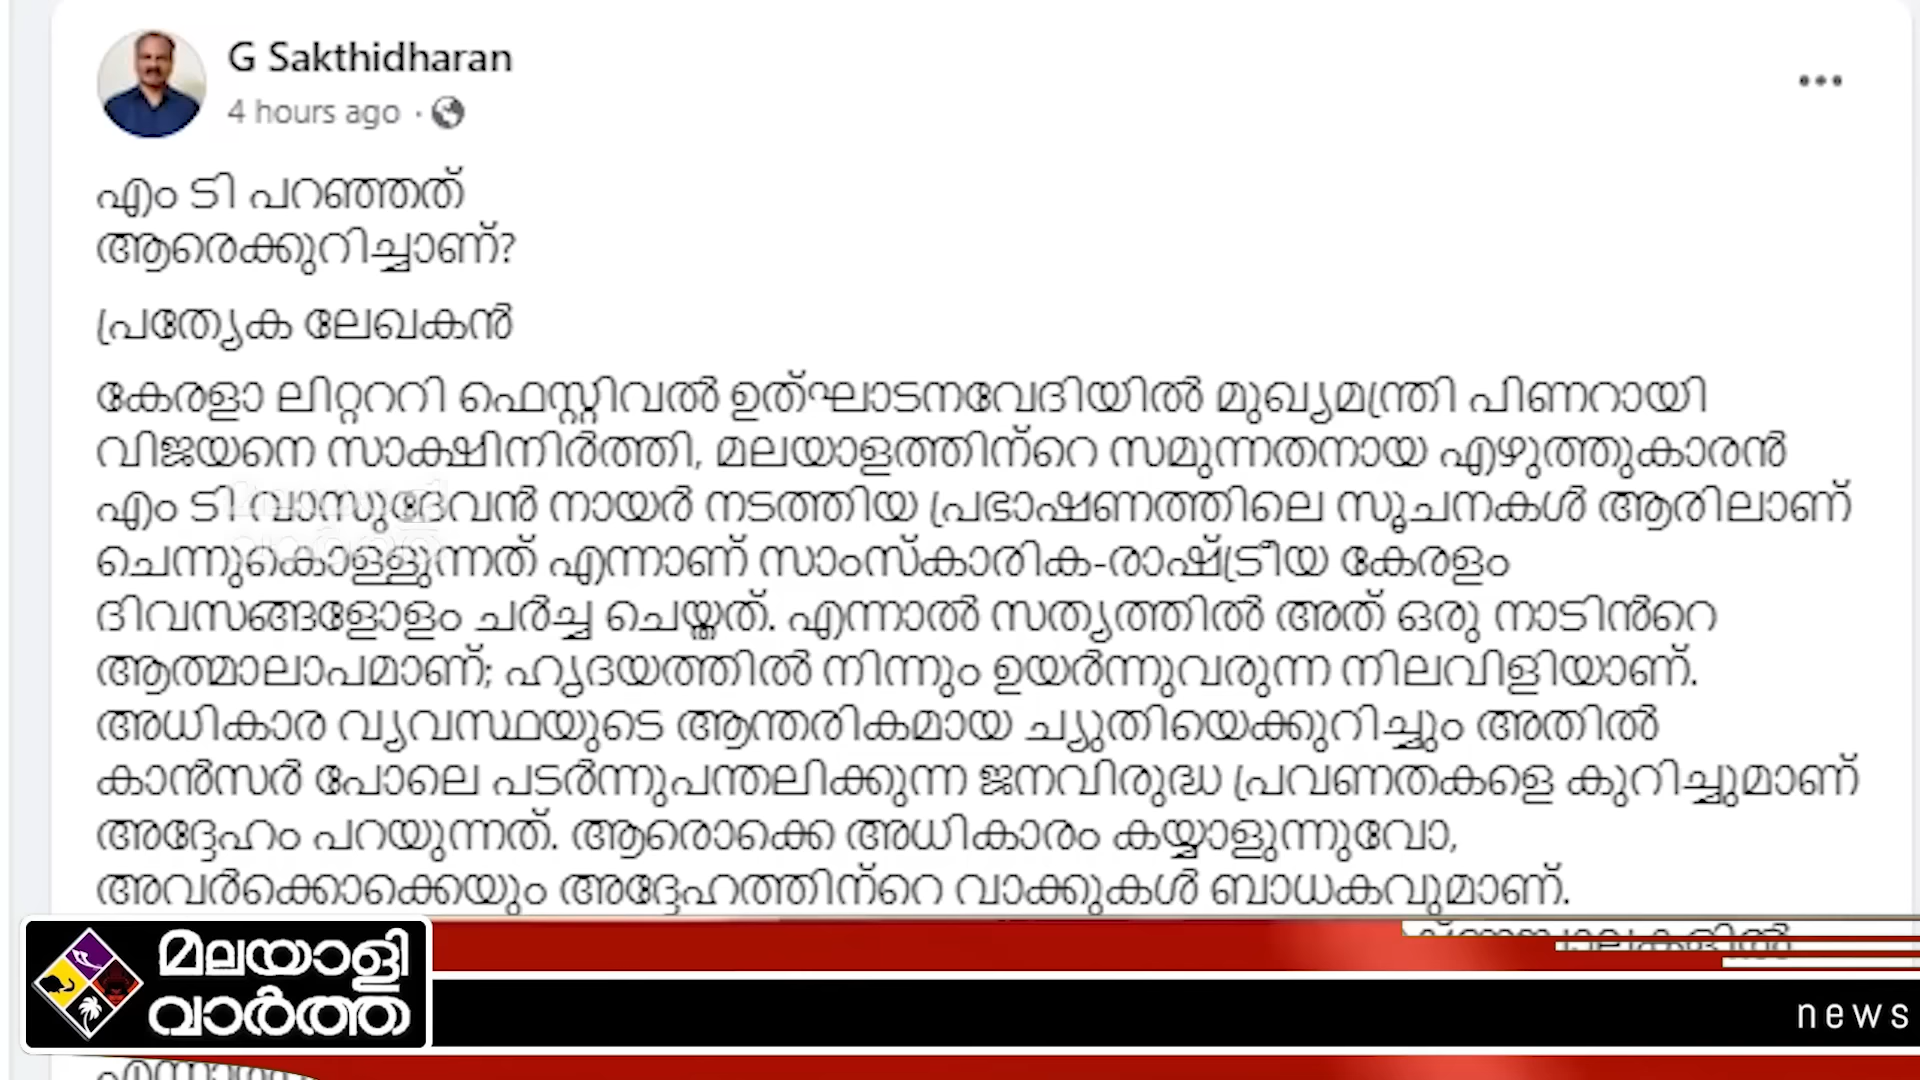 G Sakthidharan
4 hours ago ·
എം ടി പറഞ്ഞത്
ആരെക്കുറിച്ചാണ്?
പ്രത്യേക ലേഖകൻ
കേരളാ ലിറ്റററി ഫെസ്റ്റിവൽ ഉത്ഘാടനവേദിയിൽ മുഖ്യമന്ത്രി പിണറായി
വിജയനെ സാക്ഷിനിർത്തി, മലയാളത്തിന്റെ സമുന്നതനായ എഴുത്തുകാരൻ
എം ടി വാസുദേവൻ നായർ നടത്തിയ പ്രഭാഷണത്തിലെ സൂചനകൾ ആരിലാണ്
ചെന്നുകൊള്ളുന്നത് എന്നാണ് സാംസ്കാരിക-രാഷ്ട്രീയ കേരളം
ദിവസങ്ങളോളം ചർച്ച ചെയ്തത്. എന്നാൽ സത്യത്തിൽ അത് ഒരു നാടിൻറെ
ആത്മാലാപമാണ്; ഹൃദയത്തിൽ നിന്നും ഉയർന്നുവരുന്ന നിലവിളിയാണ്.
അധികാര വ്യവസ്ഥയുടെ ആന്തരികമായ ച്യുതിയെക്കുറിച്ചും അതിൽ
കാൻസർ പോലെ പടർന്നുപന്തലിക്കുന്ന ജനവിരുദ്ധ പ്രവണതകളെ കുറിച്ചുമാണ്
അദ്ദേഹം പറയുന്നത്. ആരൊക്കെ അധികാരം കയ്യാളുന്നുവോ,
അവർക്കൊക്കെയും അദ്ദേഹത്തിന്റെ വാക്കുകൾ ബാധകവുമാണ്.
മലയാളി
വാർത്ത
news